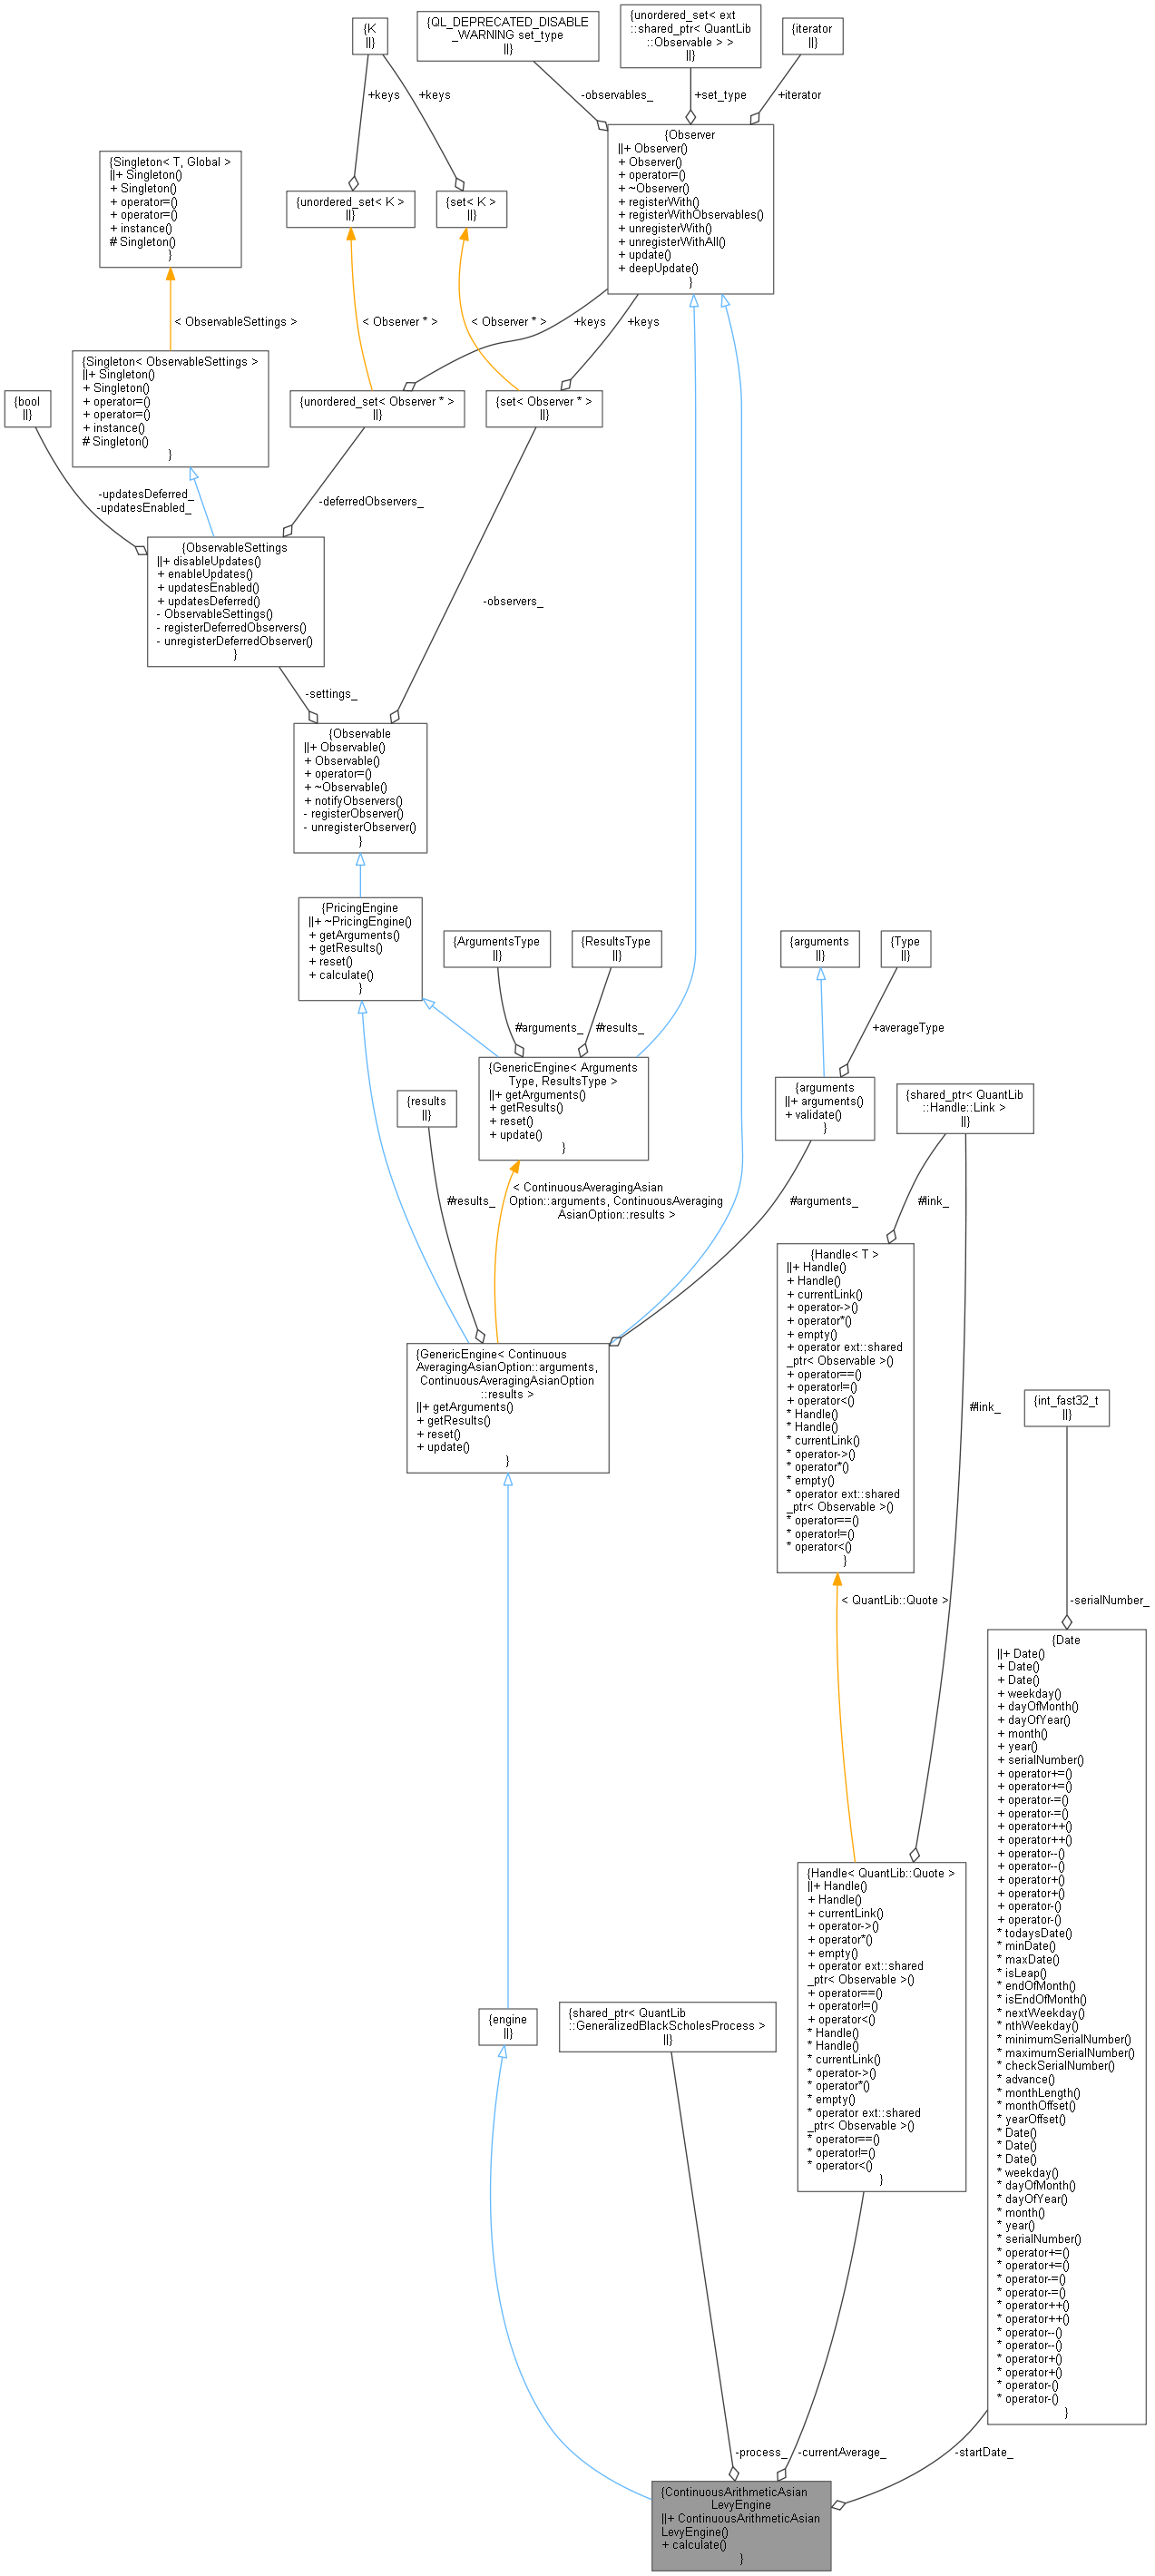 {K
||}
{QL_DEPRECATED_DISABLE
_WARNING set_type
||}
{unordered_set< ext
::shared_ptr< QuantLib
::Observable > >
||}
{iterator
||}
+keys
+keys
-observables_
+set_type
+iterator
{Singleton< T, Global >
||+ Singleton()
+ Singleton()
+ operator=()
+ operator=()
+ instance()
# Singleton()
}
{unordered_set< K >
||}
{set< K >
||}
{Observer
||+ Observer()
+ Observer()
+ operator=()
+ ~Observer()
+ registerWith()
+ registerWithObservables()
+ unregisterWith()
+ unregisterWithAll()
+ update()
+ deepUpdate()
}
< ObservableSettings >
< Observer * >
< Observer * >
+keys
+keys
{bool
||}
{Singleton< ObservableSettings >
||+ Singleton()
+ Singleton()
+ operator=()
+ operator=()
+ instance()
# Singleton()
}
{unordered_set< Observer * >
||}
{set< Observer * >
||}
-updatesDeferred_
-updatesEnabled_
-deferredObservers_
{ObservableSettings
||+ disableUpdates()
+ enableUpdates()
+ updatesEnabled()
+ updatesDeferred()
- ObservableSettings()
- registerDeferredObservers()
- unregisterDeferredObserver()
}
-observers_
-settings_
{Observable
||+ Observable()
+ Observable()
+ operator=()
+ ~Observable()
+ notifyObservers()
- registerObserver()
- unregisterObserver()
}
{PricingEngine
||+ ~PricingEngine()
+ getArguments()
+ getResults()
+ reset()
+ calculate()
}
{ArgumentsType
||}
{ResultsType
||}
{arguments
||}
{Type
||}
#arguments_
#results_
+averageType
{results
||}
{GenericEngine< Arguments
Type, ResultsType >
||+ getArguments()
+ getResults()
+ reset()
+ update()
}
{arguments
||+ arguments()
+ validate()
}
{shared_ptr< QuantLib
::Handle::Link >
||}
#results_
< ContinuousAveragingAsian
Option::arguments, ContinuousAveraging
AsianOption::results >
#arguments_
#link_
{Handle< T >
||+ Handle()
+ Handle()
+ currentLink()
+ operator->()
+ operator*()
+ empty()
+ operator ext::shared
_ptr< Observable >()
+ operator==()
+ operator!=()
+ operator<()
* Handle()
* Handle()
* currentLink()
* operator->()
* operator*()
* empty()
* operator ext::shared
_ptr< Observable >()
* operator==()
* operator!=()
* operator<()
}
{GenericEngine< Continuous
AveragingAsianOption::arguments,
ContinuousAveragingAsianOption
::results >
||+ getArguments()
+ getResults()
+ reset()
+ update()
}
#link_
{int_fast32_t
||}
< QuantLib::Quote >
-serialNumber_
{Date
||+ Date()
+ Date()
+ Date()
+ weekday()
+ dayOfMonth()
+ dayOfYear()
+ month()
+ year()
+ serialNumber()
+ operator+=()
+ operator+=()
+ operator-=()
+ operator-=()
+ operator++()
+ operator++()
+ operator--()
+ operator--()
+ operator+()
+ operator+()
+ operator-()
+ operator-()
* todaysDate()
* minDate()
* maxDate()
* isLeap()
* endOfMonth()
* isEndOfMonth()
* nextWeekday()
* nthWeekday()
* minimumSerialNumber()
* maximumSerialNumber()
* checkSerialNumber()
* advance()
* monthLength()
* monthOffset()
* yearOffset()
* Date()
* Date()
* Date()
* weekday()
* dayOfMonth()
* dayOfYear()
* month()
* year()
* serialNumber()
* operator+=()
* operator+=()
* operator-=()
* operator-=()
* operator++()
* operator++()
* operator--()
* operator--()
* operator+()
* operator+()
* operator-()
* operator-()
}
{Handle< QuantLib::Quote >
||+ Handle()
+ Handle()
+ currentLink()
+ operator->()
+ operator*()
+ empty()
+ operator ext::shared
_ptr< Observable >()
+ operator==()
+ operator!=()
+ operator<()
* Handle()
* Handle()
* currentLink()
* operator->()
* operator*()
* empty()
* operator ext::shared
_ptr< Observable >()
* operator==()
* operator!=()
* operator<()
}
{engine
||}
{shared_ptr< QuantLib
::GeneralizedBlackScholesProcess >
||}
-process_
-currentAverage_
-startDate_
{ContinuousArithmeticAsian
LevyEngine
||+ ContinuousArithmeticAsian
LevyEngine()
+ calculate()
}